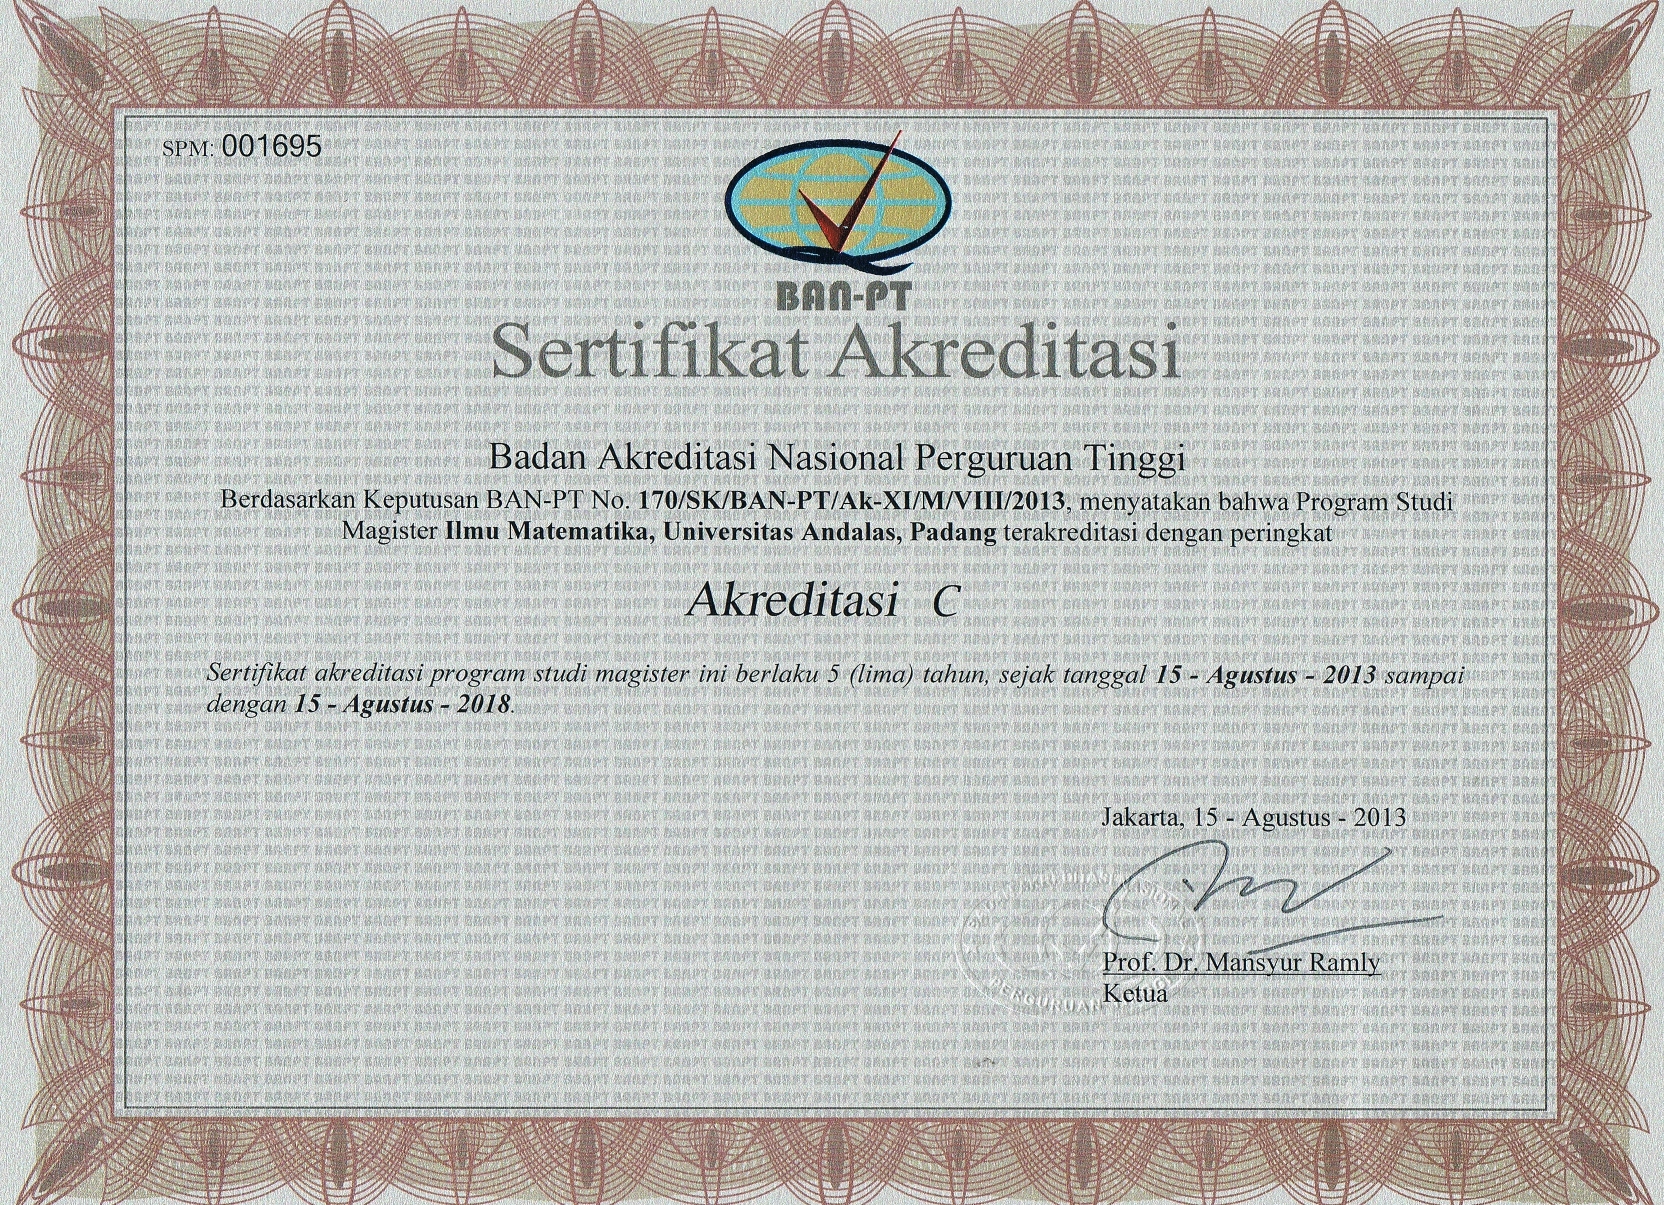 SPM: 001695
BAN-PT
Sertifikat Akreditasi
Badan Akreditasi Nasional Perguruan Tinggi
Berdasarkan Keputusan BAN-PT No. 170/SK/BAN-PT/Ak-XI/M/VIII/2013, menyatakan bahwa Program Studi
Magister Ilmu Matematika, Universitas Andalas, Padang terakreditasi dengan peringkat
Akreditasi C
Sertifikat akreditasi program studi magister ini berlaku 5 (lima) tahun, sejak tanggal 15 - Agustus - 2013 sampai
dengan 15 - Agustus - 2018.
Jakarta, 15 - Agustus - 2013
Prof. Dr. Mansyur Ramly
Ketua
PERGURUAN